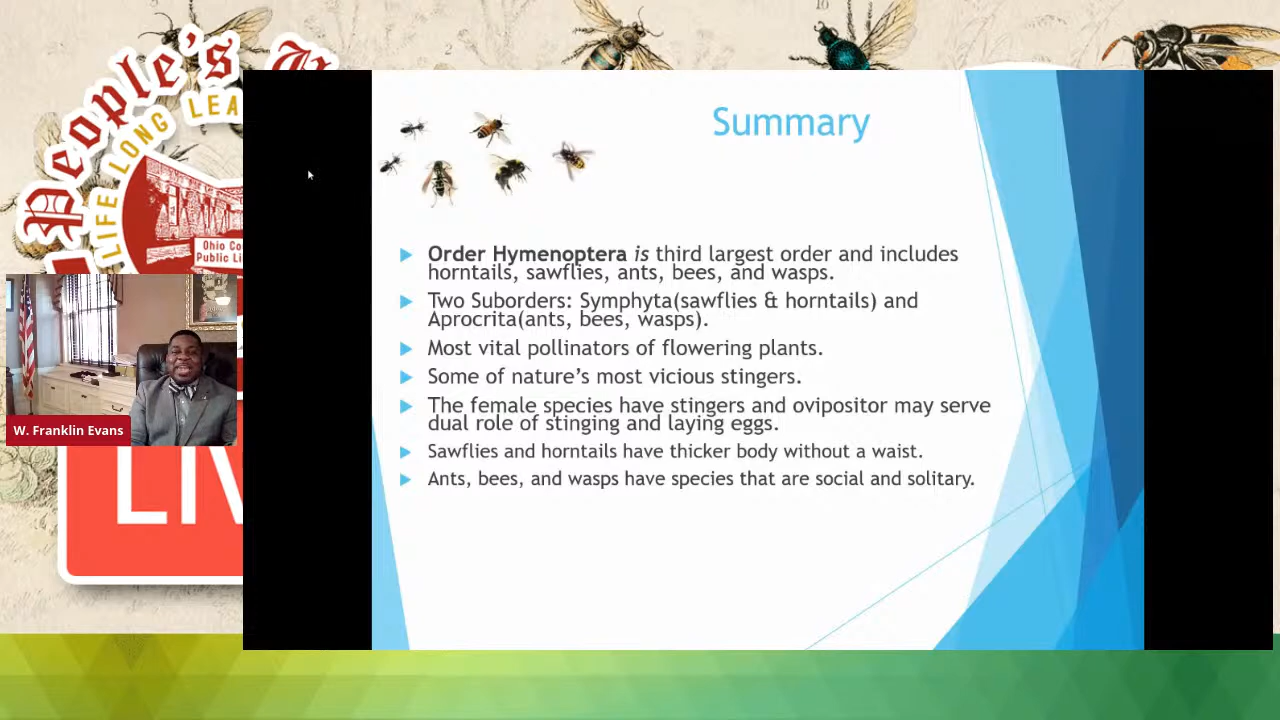 People's U
LIFE LONG LEA
Ohio Co
Public Li
LIV
W. Franklin Evans
Summary
Order Hymenoptera is third largest order and includes
horntails, sawflies, ants, bees, and wasps.
Two Suborders: Symphyta(sawflies & horntails) and
Aprocrita(ants, bees, wasps).
Most vital pollinators of flowering plants.
Some of nature's most vicious stingers.
The female species have stingers and ovipositor may serve
dual role of stinging and laying eggs.
Sawflies and horntails have thicker body without a waist.
Ants, bees, and wasps have species that are social and solitary.